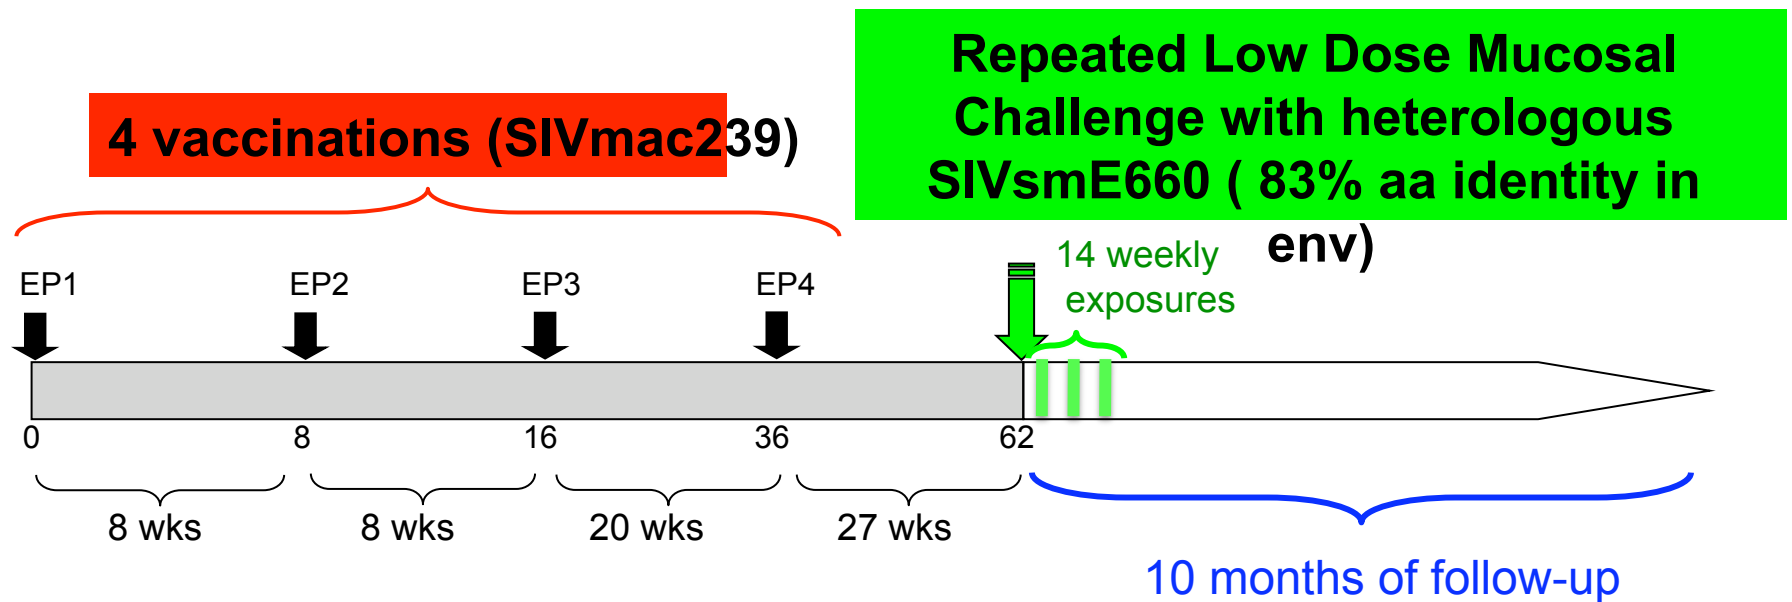 4 vaccinations (SIVmac239)
Repeated Low Dose Mucosal
Challenge with heterologous
SIVsmE660 ( 83% aa identity in
env)
14 weekly
exposures
EP1
EP2
EP3
EP4
0
8
16
36
62
8 wks
8 wks
20 wks
27 wks
10 months of follow-up